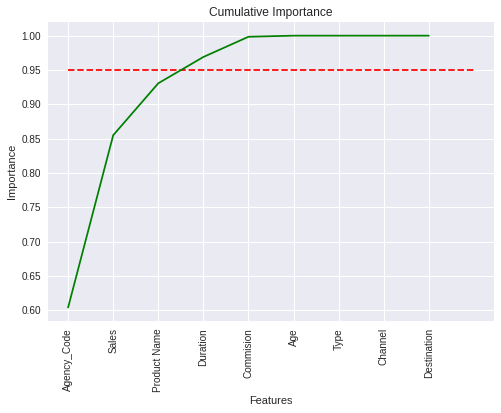 Cumulative Importance
1.00
0.95
0.90
0.85
0.80
0.75
0.70
0.65
0.60
Importance
Agency_Code
Sales
Product Name
Duration
Commision
Age
Type
Channel
Destination
Features